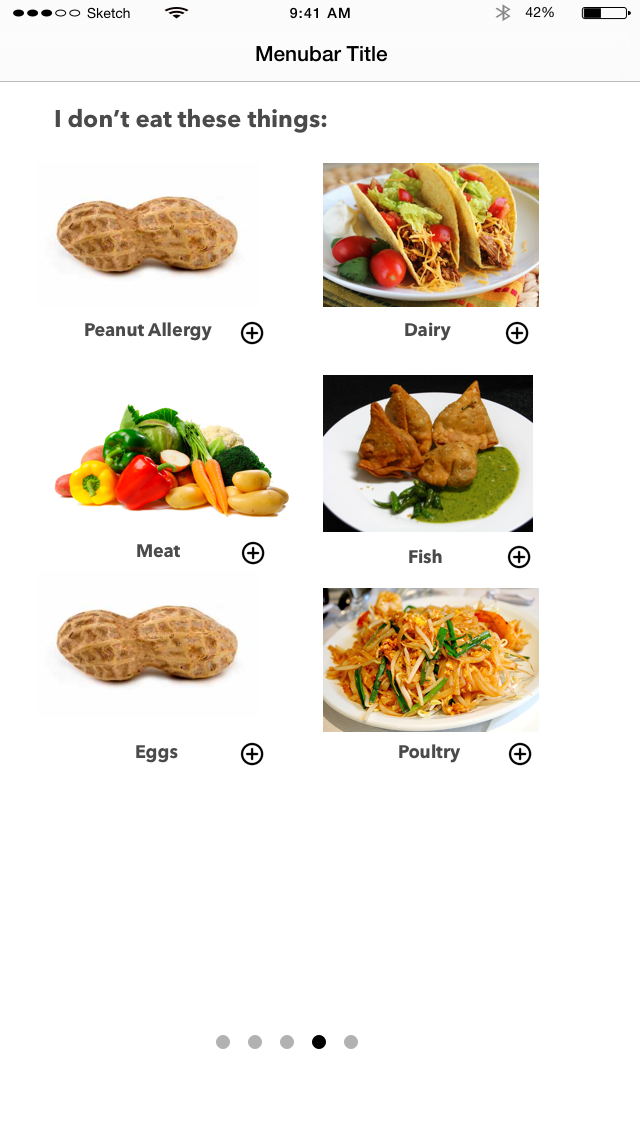 Sketch 9:41 AM 42%
Menubar Title
I don’t eat these things:
Peanut Allergy Dairy
Meat Fish
Eggs Poultry